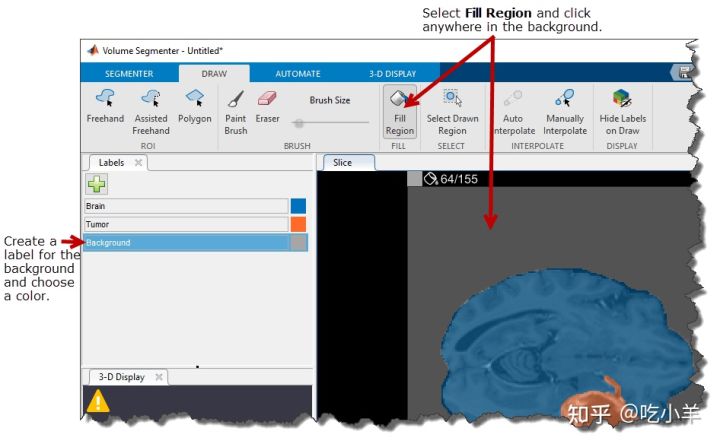 Select Fill Region and click
anywhere in the background.
Volume Segmenter - Untitled*
SEGMENTER DRAW AUTOMATE 3-D DISPLAY
Freehand Assisted Freehand Polygon Paint Brush Eraser Brush Size Fill Region Select Drawn Region Auto Interpolate Manually Interpolate Hide Labels on Draw
ROI BRUSH FILL SELECT INTERPOLATE DISPLAY
Labels Slice
64/155
Brain
Tumor
Background
Create a
label for the
background
and choose
a color.
3-D Display
知乎 @吃小羊